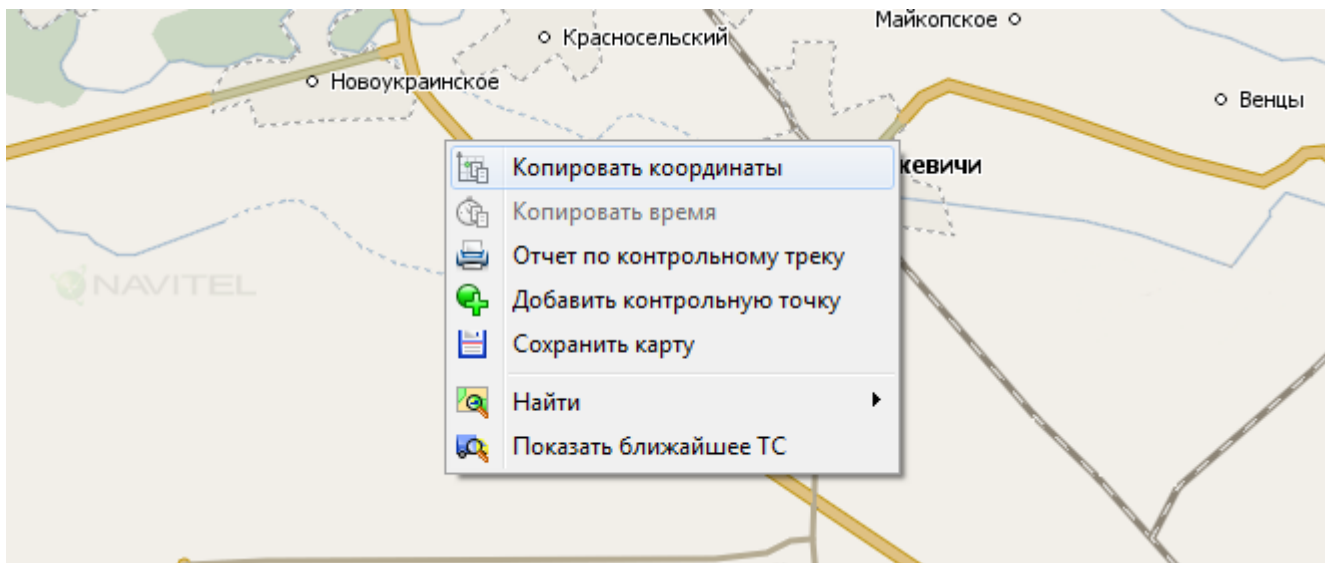 Майкопское
Красносельский
Новоукраинское
Венцы
кевичи
Копировать координаты
Копировать время
Отчет по контрольному треку
Добавить контрольную точку
Сохранить карту
Найти
Показать ближайшее ТС
NAVITEL